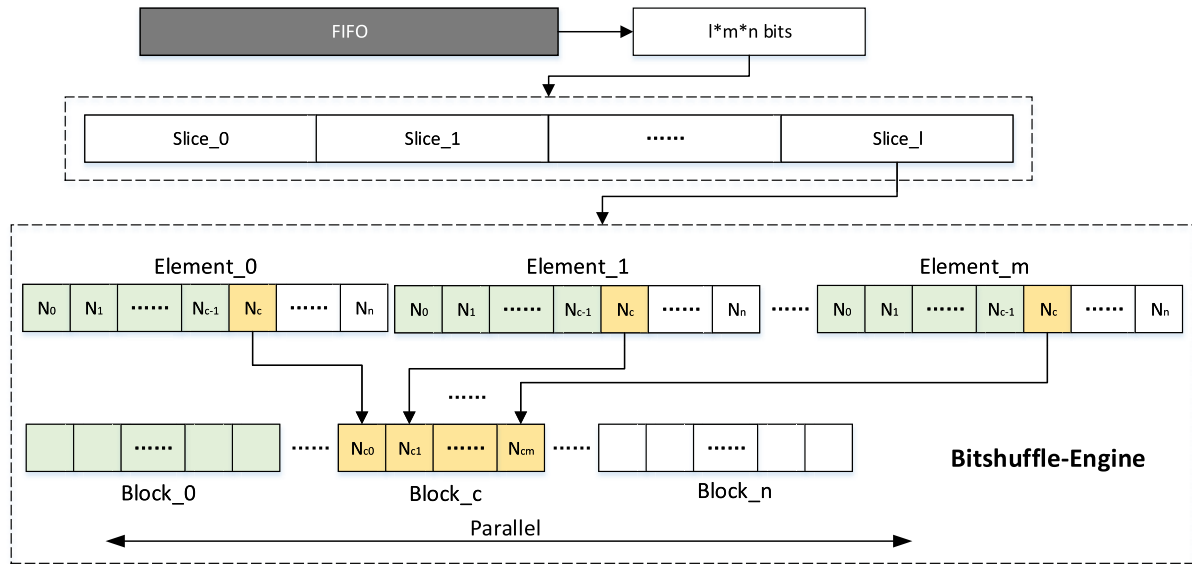 FIFO
l*m*n bits
Slice_0 Slice_1 ...... Slice_l
Element_0 Element_1 Element_m
N0 N1 ...... Nc-1 Nc ...... Nn N0 N1 ...... Nc-1 Nc ...... Nn ...... N0 N1 ...... Nc-1 Nc ...... Nn
......
...... ...... Nc0 Nc1 ...... Ncm ...... ......
Bitshuffle-Engine
Block_0 Block_c Block_n
Parallel